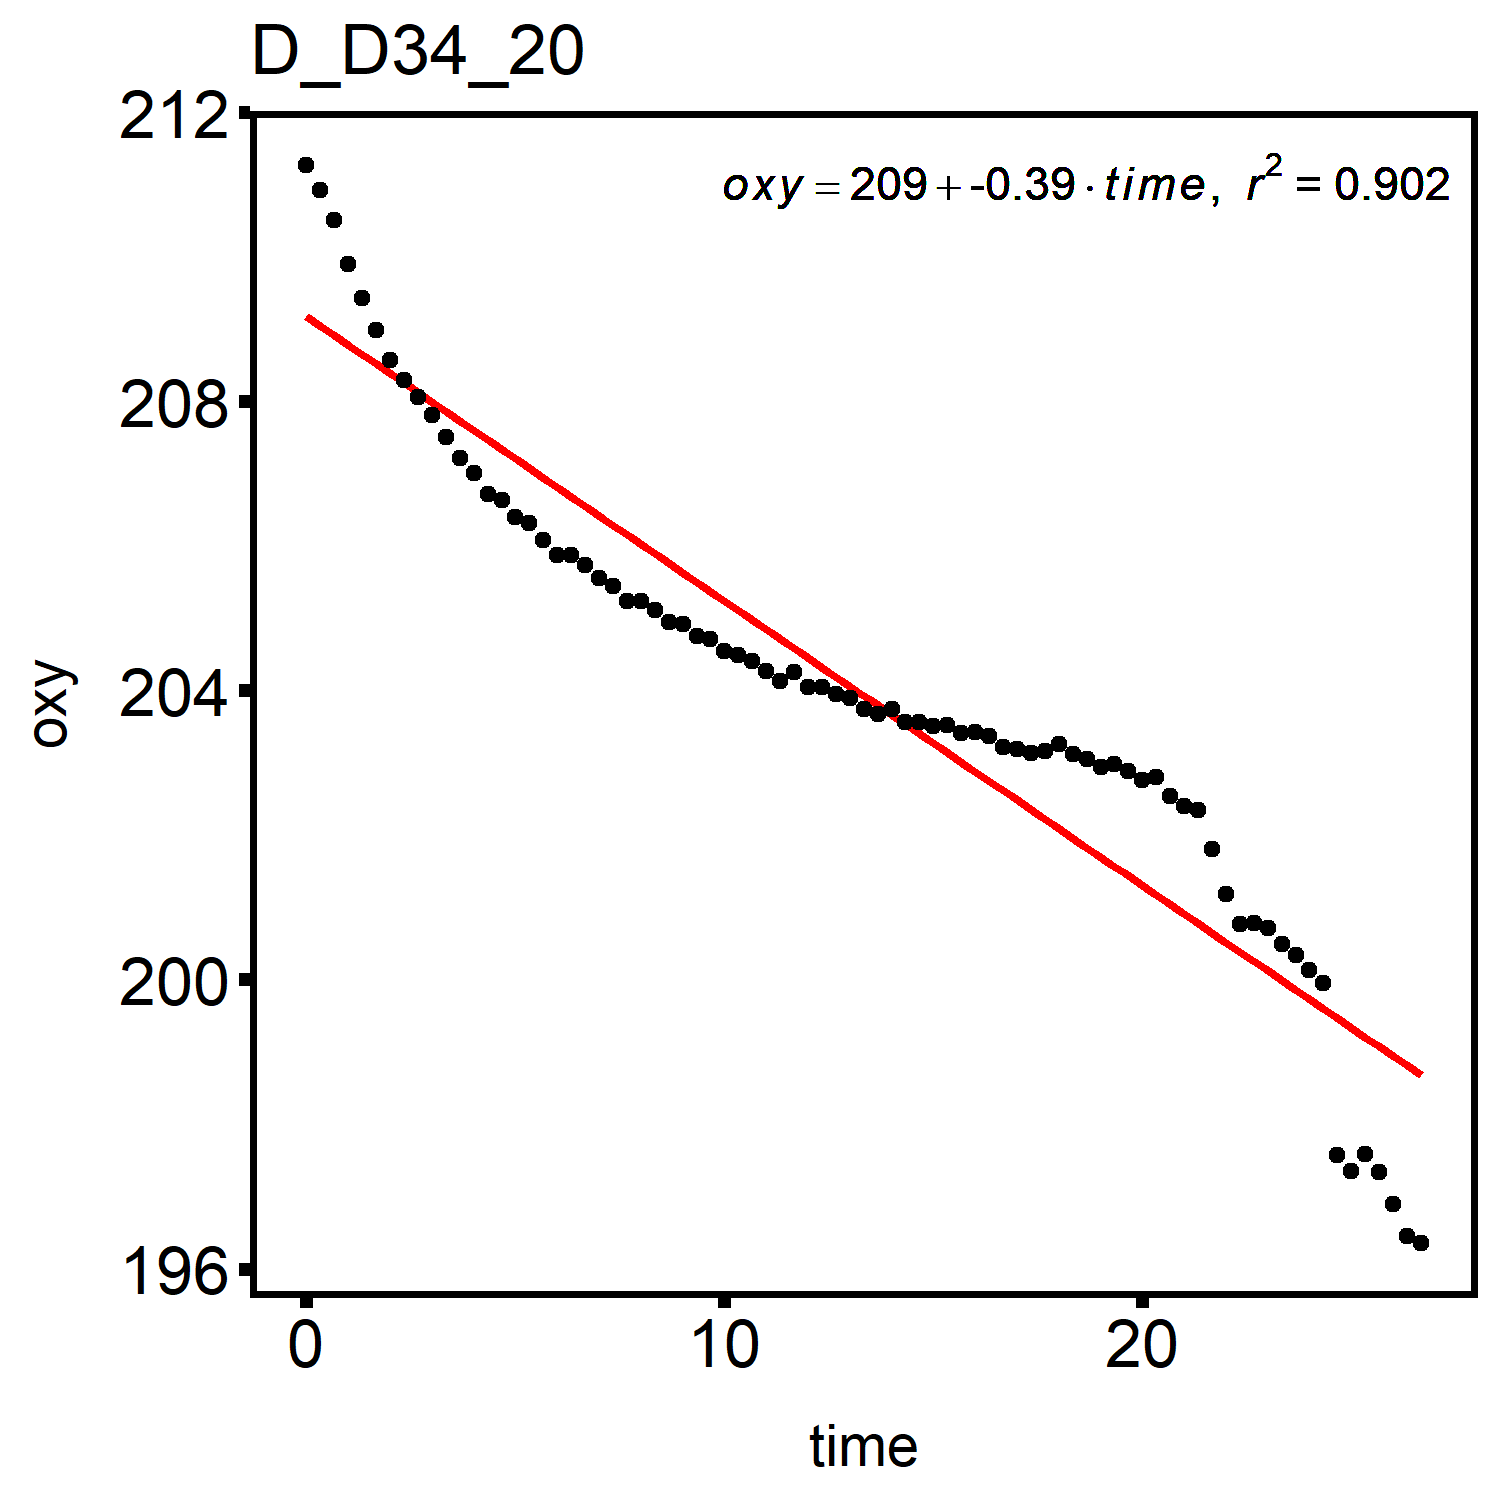 D_D34_20
oxy = 209 + -0.39 · time, r² = 0.902
212
208
204
200
196
oxy
0 10 20
time